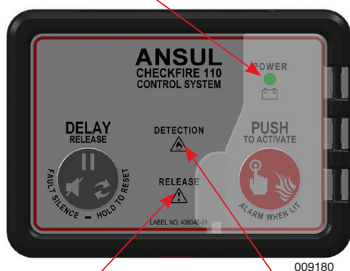 ANSUL
CHECKFIRE 110
CONTROL SYSTEM
POWER
DELAY
RELEASE
DETECTION
PUSH
TO ACTIVATE
RELEASE
FAULT SILENCE – HOLD TO RESET
ALARM WHEN LIT
LABEL NO. 439345-01
009180